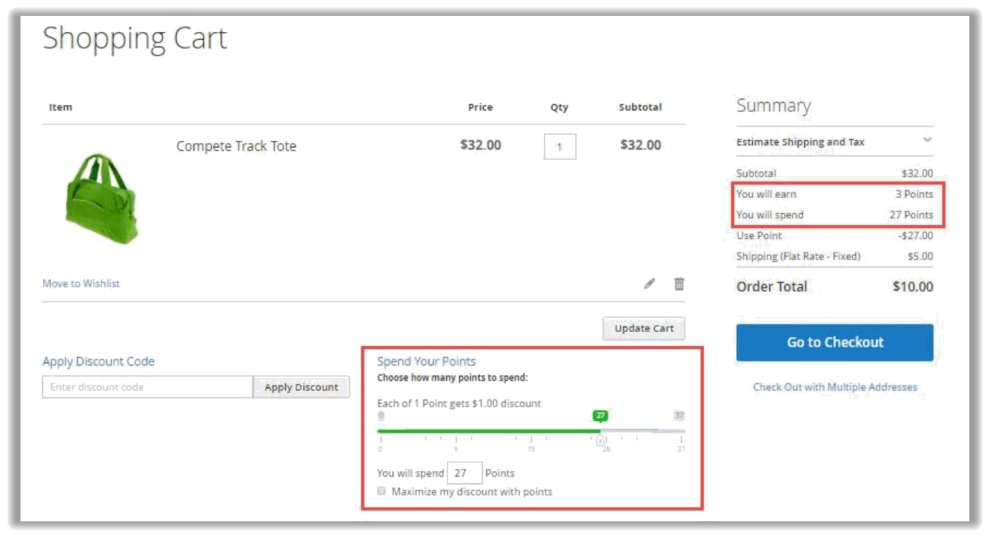 Shopping Cart
Item Price Qty Subtotal
Compete Track Tote $32.00 1 $32.00
Move to Wishlist
Update Cart
Apply Discount Code
Enter discount code Apply Discount
Spend Your Points
Choose how many points to spend:
Each of 1 Point gets $1.00 discount
0 27 37
0 28 37
You will spend 27 Points
Maximize my discount with points
Summary
Estimate Shipping and Tax
Subtotal $32.00
You will earn 3 Points
You will spend 27 Points
Use Point -$27.00
Shipping (Flat Rate - Fixed) $5.00
Order Total $10.00
Go to Checkout
Check Out with Multiple Addresses